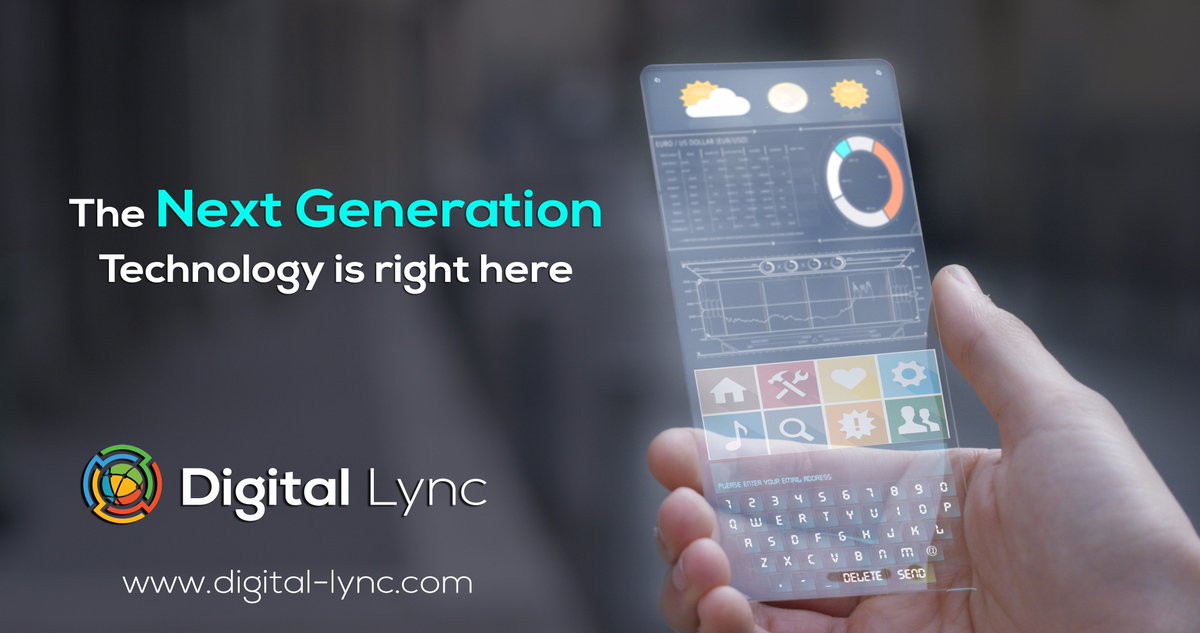 The Next Generation
Technology is right here
Digital Lync
www.digital-lync.com
EURO / US DOLLAR (EUR/USD)
PLEASE ENTER YOUR EMAIL ADDRESS
1 2 3 4 5 6 7 8 9 0
Q W E R T Y U I O P
A S D F G H J K L
Z X C V B N M @
. - DELETE SEND